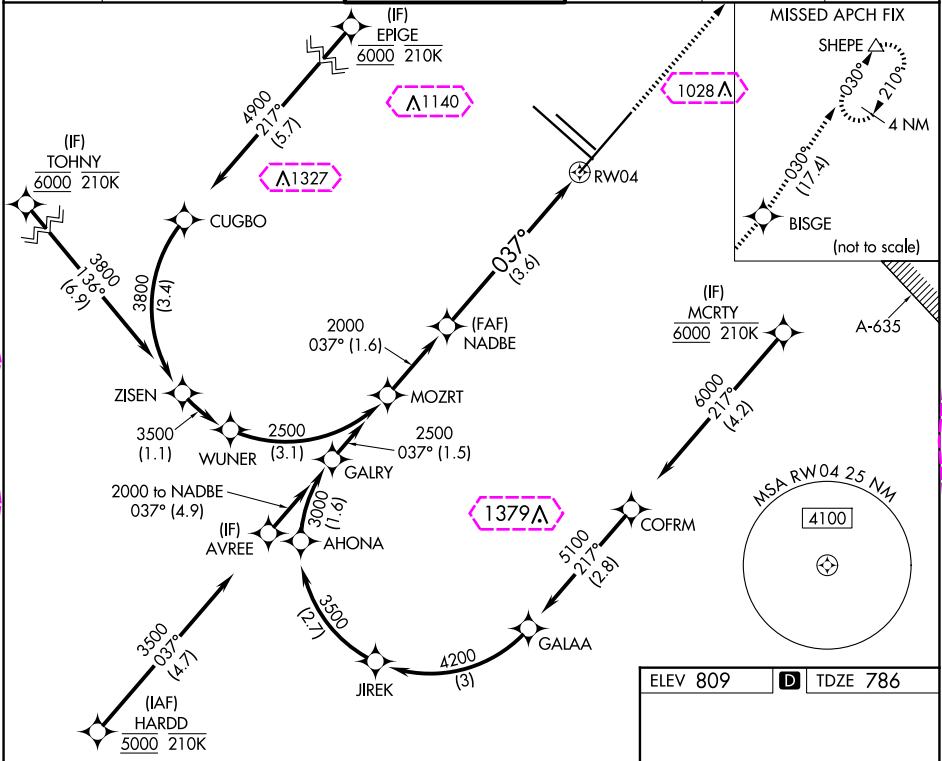 (IF)
EPIGE
6000 210K
4900
217°
(5.7)
1140
1028
MISSED APCH FIX
SHEPE
030°
210°
4 NM
030°
(17.4)
BISGE
(not to scale)
(IF)
TOHNY
6000 210K
1327
CUGBO
RW04
3800
136°
(6.9)
3800
(3.4)
037°
(3.6)
A-635
(IF)
MCRTY
6000 210K
2000
037° (1.6)
(FAF)
NADBE
6000
217°
(4.2)
ZISEN
MOZRT
3500
(1.1)
WUNER
2500
(3.1)
2500
037° (1.5)
GALRY
2000 to NADBE
037° (4.9)
3000
(1.6)
(IF)
AVREE
AHONA
1379
COFRM
MSA RW04 25 NM
4100
5100
217°
(2.8)
3500
(2.7)
GALAA
4200
(3)
JIREK
3500
037°
(4.7)
(IAF)
HARDD
5000 210K
ELEV 809
D
TDZE 786